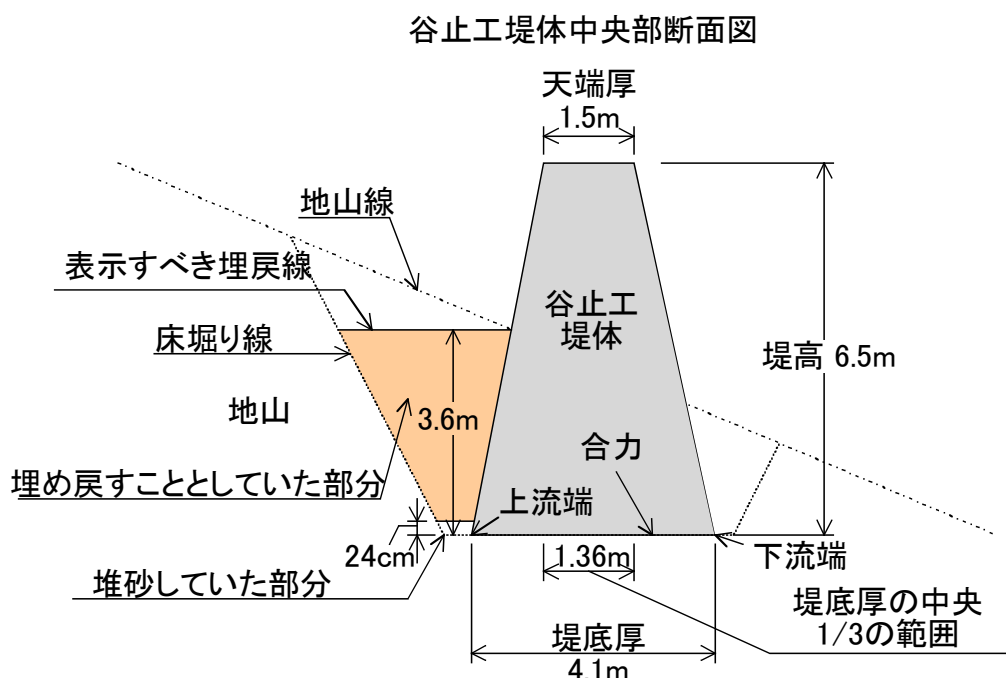 谷止工堤体中央部断面図
天端厚
1.5m
地山線
表示すべき埋戻線
床堀り線
谷止工
堤体
堤高 6.5m
地山
3.6m
合力
埋め戻すこととしていた部分
上流端
24cm
1.36m
下流端
堆砂していた部分
堤底厚の中央
1/3の範囲
堤底厚
4.1m